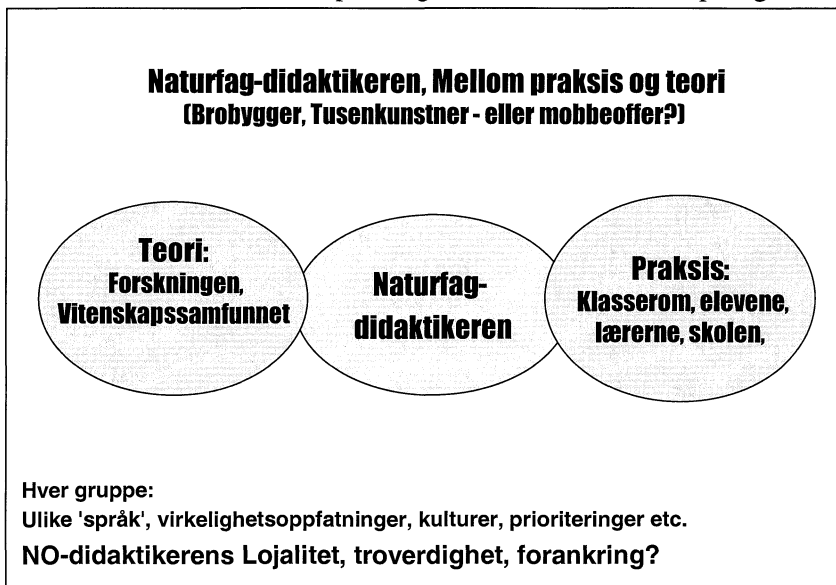 Naturfag-didaktikeren, Mellom praksis og teori
(Brobygger, Tusenkunstner - eller mobbeoffer?)
Teori:
Forskningen,
Vitenskapssamfunnet
Naturfag-
didaktikeren
Praksis:
Klasserom, elevene,
lærerne, skolen,
Hver gruppe:
Ulike 'språk', virkelighetsoppfatninger, kulturer, prioriteringer etc.
NO-didaktikerens Lojalitet, troverdighet, forankring?